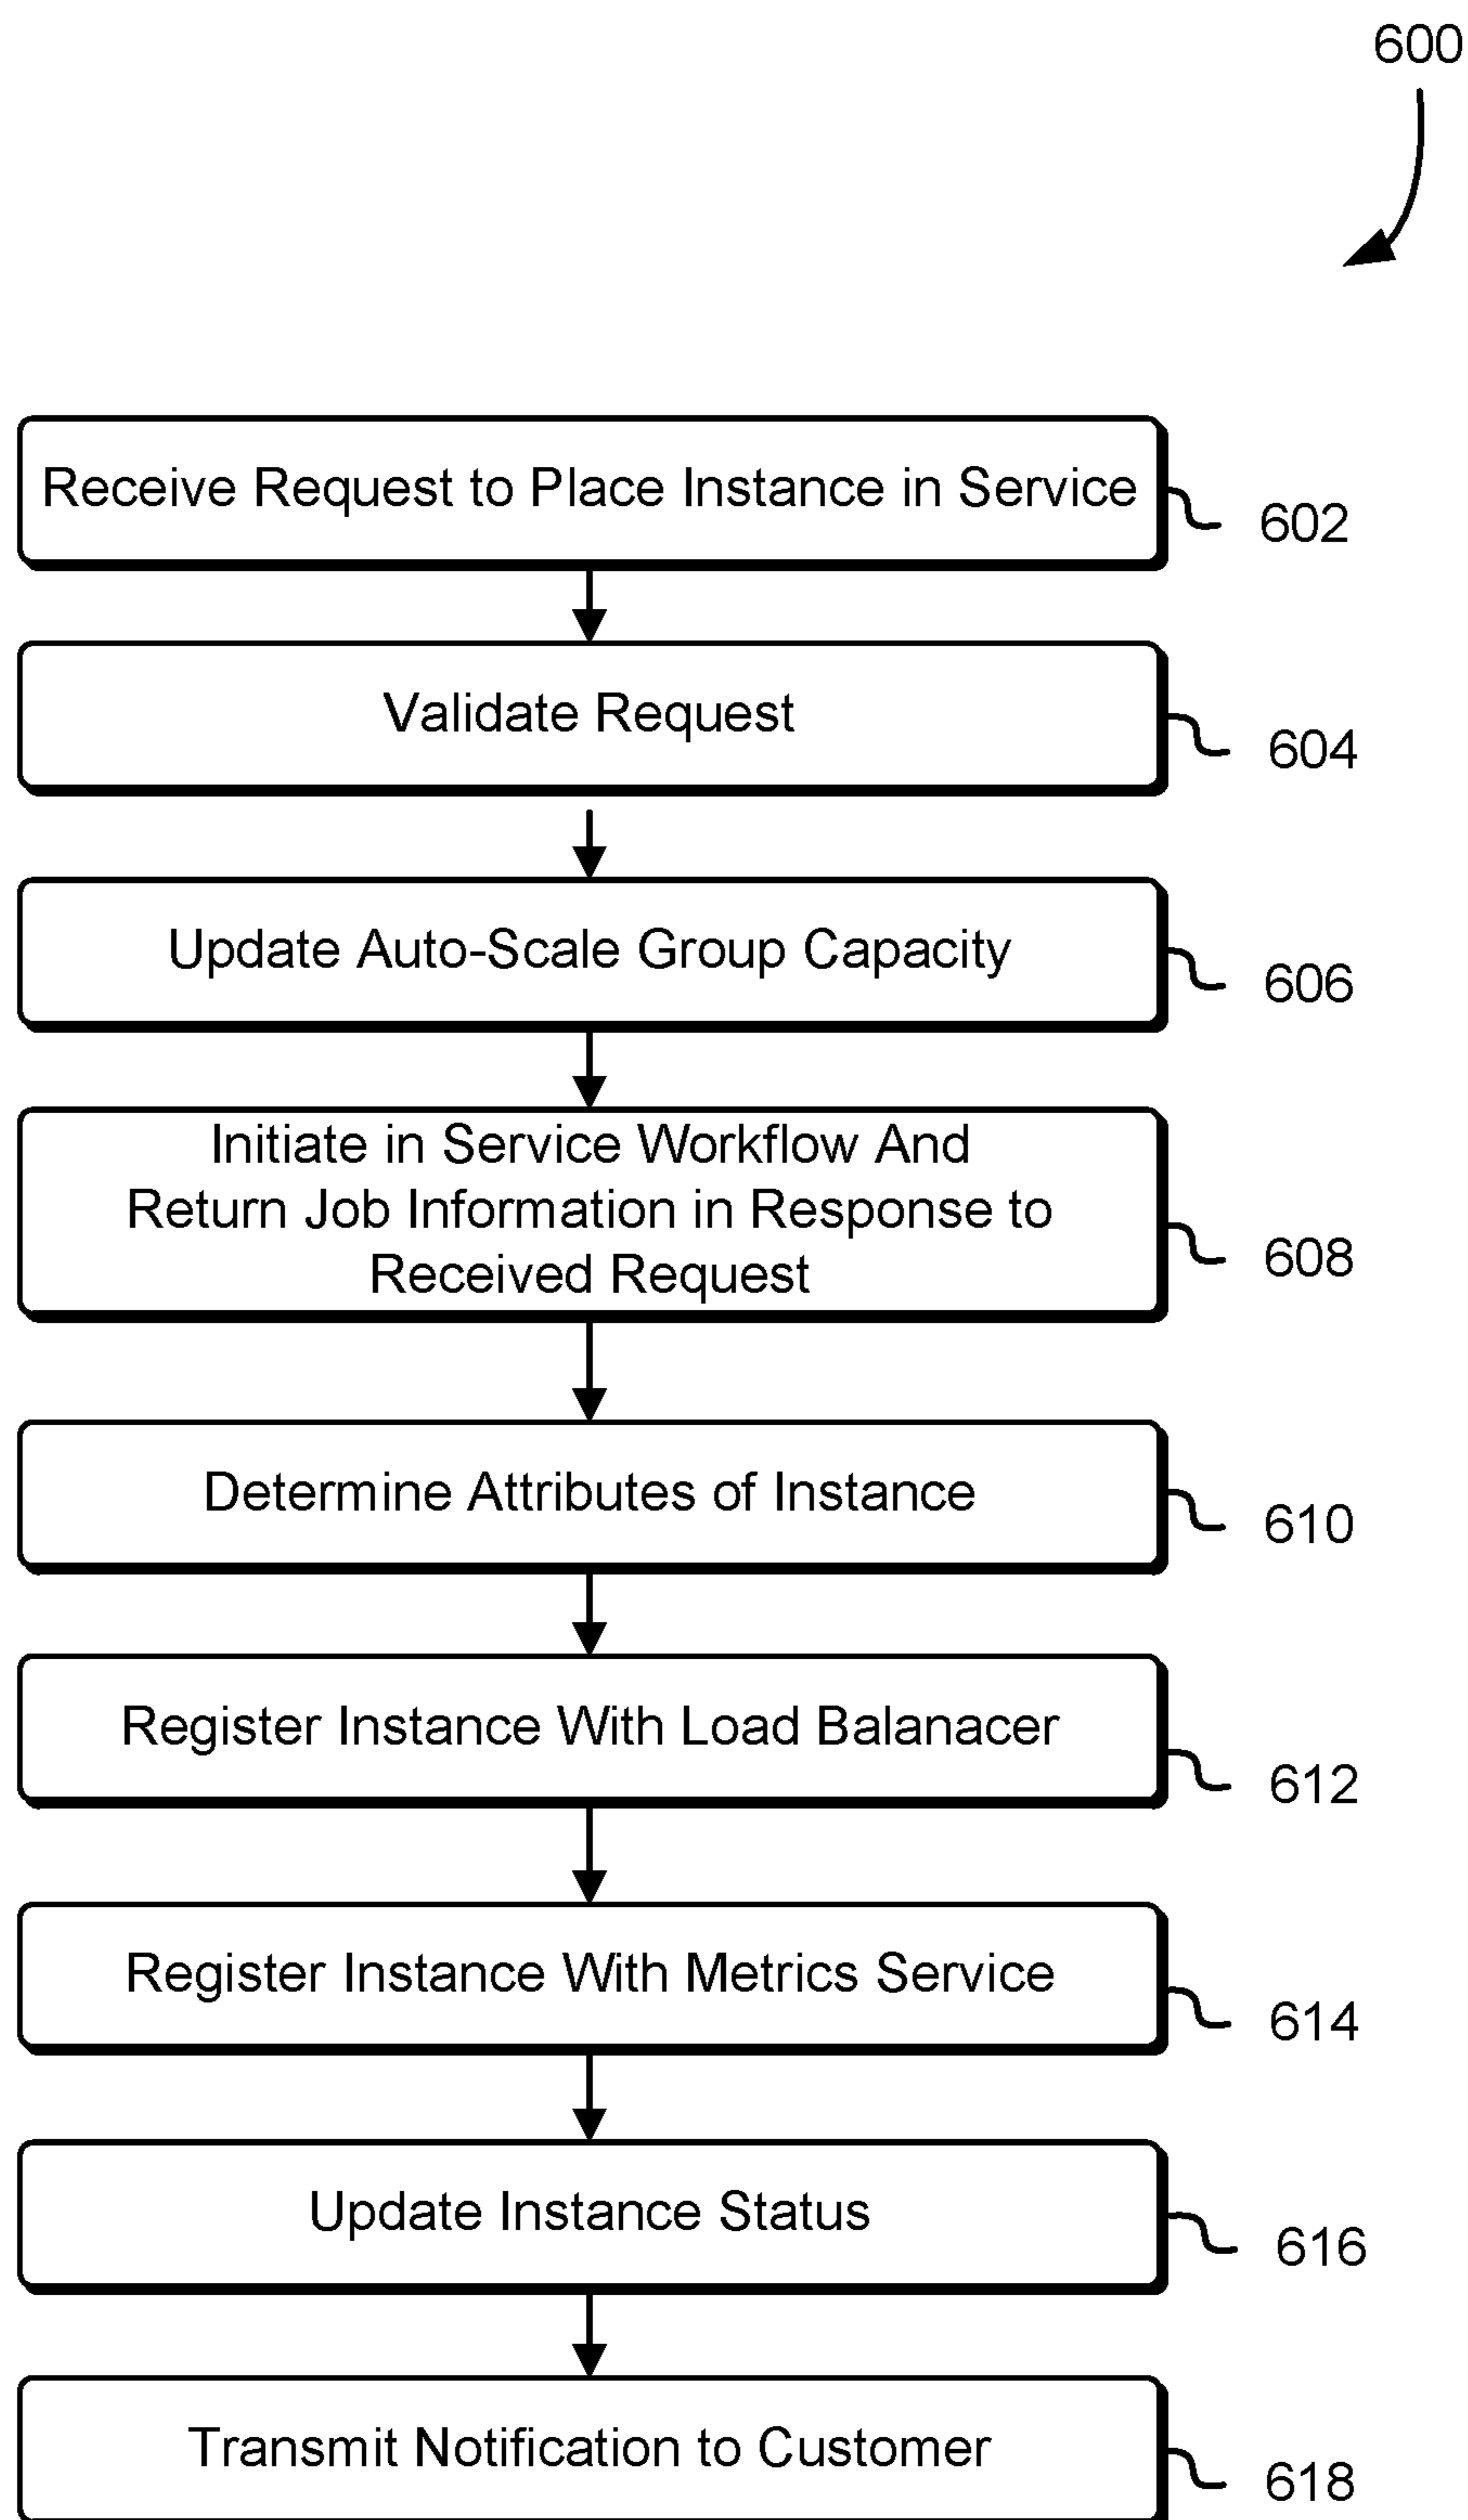 600
Receive Request to Place Instance in Service
602
Validate Request
604
Update Auto-Scale Group Capacity
606
Initiate in Service Workflow And
Return Job Information in Response to
Received Request
608
Determine Attributes of Instance
610
Register Instance With Load Balanacer
612
Register Instance With Metrics Service
614
Update Instance Status
616
Transmit Notification to Customer
618